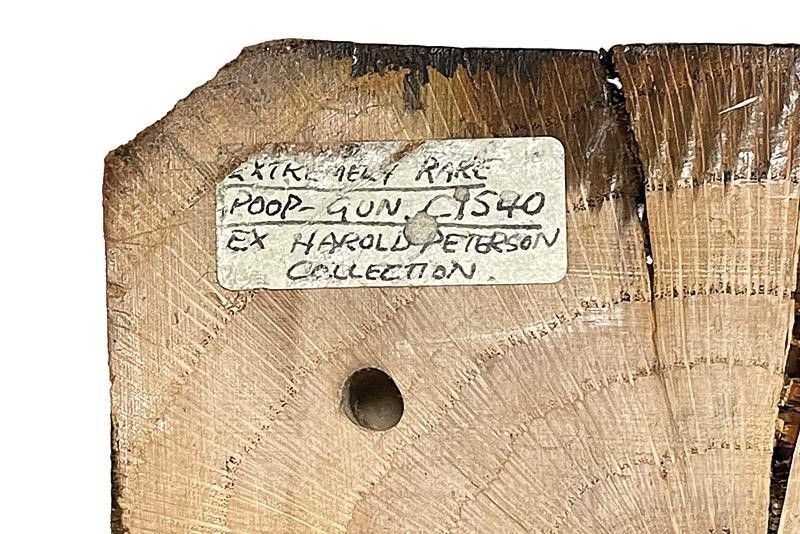 EXTREMELY RARE
POOP-GUN. C1540
EX HAROLD PETERSON
COLLECTION.